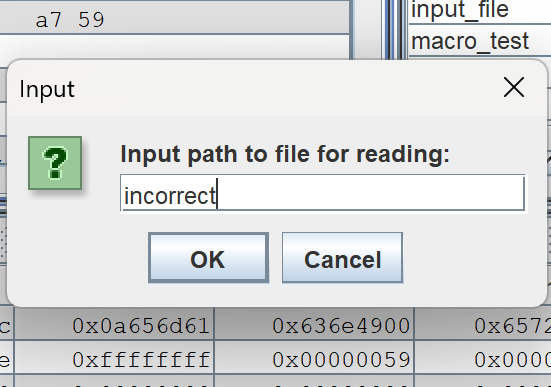 a7 59
input_file
macro_test
Input
Input path to file for reading:
incorrect
OK Cancel
c 0x0a656d61 0x636e4900 0x6572
e 0xffffffff 0x00000059 0x0000